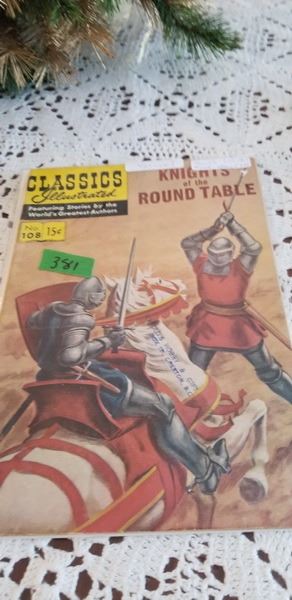 CLASSICS
Illustrated
Featuring Stories by the
World's Greatest Authors
No.
108
15¢
381
KNIGHTS
of the
ROUND TABLE